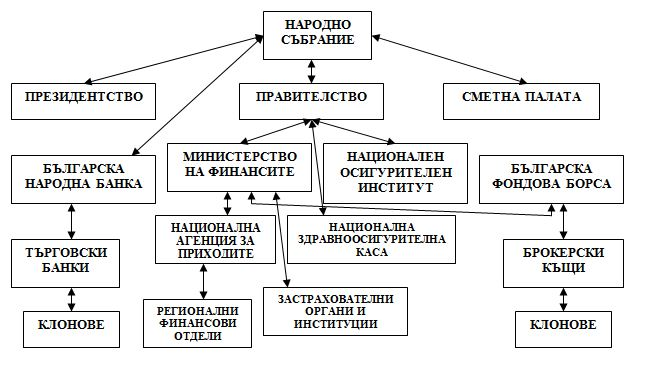 НАРОДНО
СЪБРАНИЕ
ПРЕЗИДЕНТСТВО
ПРАВИТЕЛСТВО
СМЕТНА ПАЛАТА
БЪЛГАРСКА
НАРОДНА БАНКА
МИНИСТЕРСТВО
НА ФИНАНСИТЕ
НАЦИОНАЛЕН
ОСИГУРИТЕЛЕН
ИНСТИТУТ
БЪЛГАРСКА
ФОНДОВА БОРСА
ТЪРГОВСКИ
БАНКИ
НАЦИОНАЛНА
АГЕНЦИЯ ЗА
ПРИХОДИТЕ
НАЦИОНАЛНА
ЗДРАВНООСИГУРИТЕЛНА
КАСА
БРОКЕРСКИ
КЪЩИ
КЛОНОВЕ
РЕГИОНАЛНИ
ФИНАНСОВИ
ОТДЕЛИ
ЗАСТРАХОВАТЕЛНИ
ОРГАНИ И
ИНСТИТУЦИИ
КЛОНОВЕ